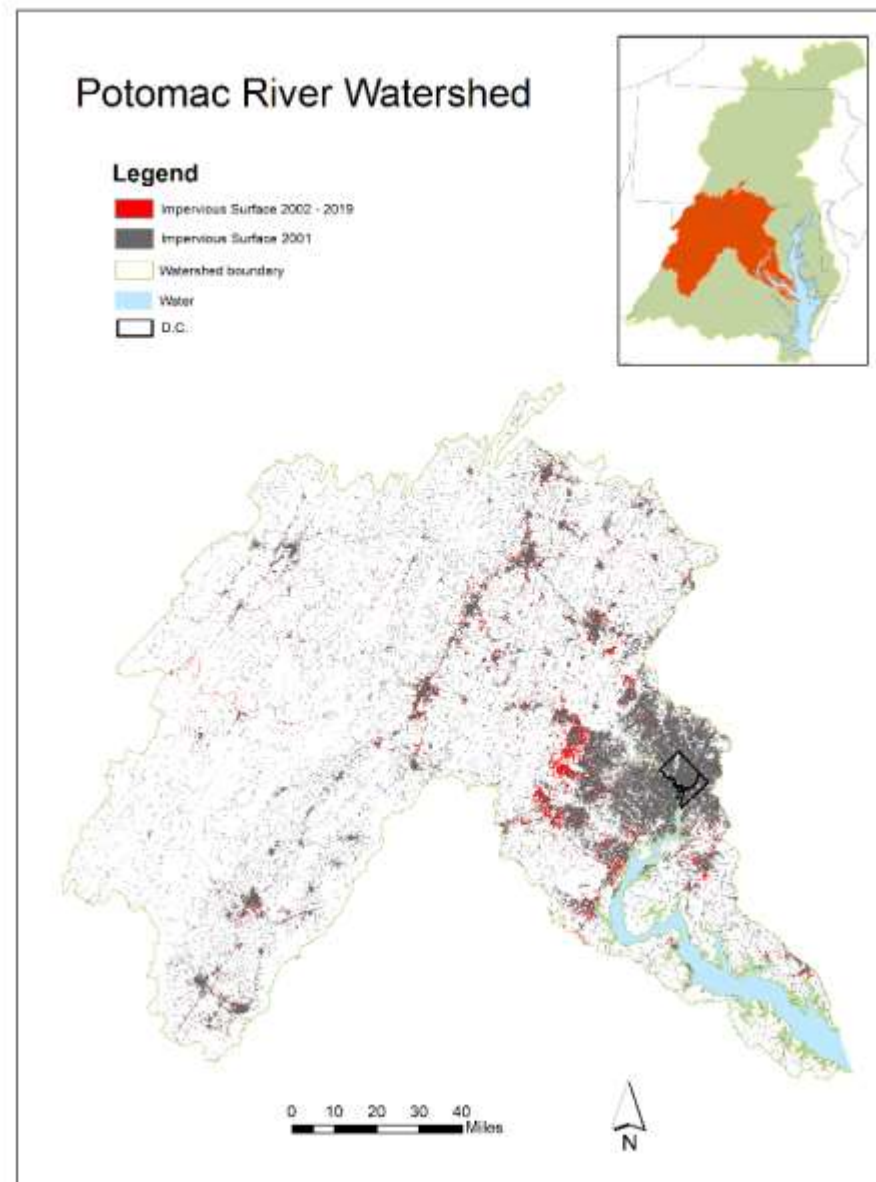 Potomac River Watershed
Legend
Impervious Surface 2002 - 2019
Impervious Surface 2001
Watershed boundary
Water
D.C.
0 10 20 30 40
Miles
N